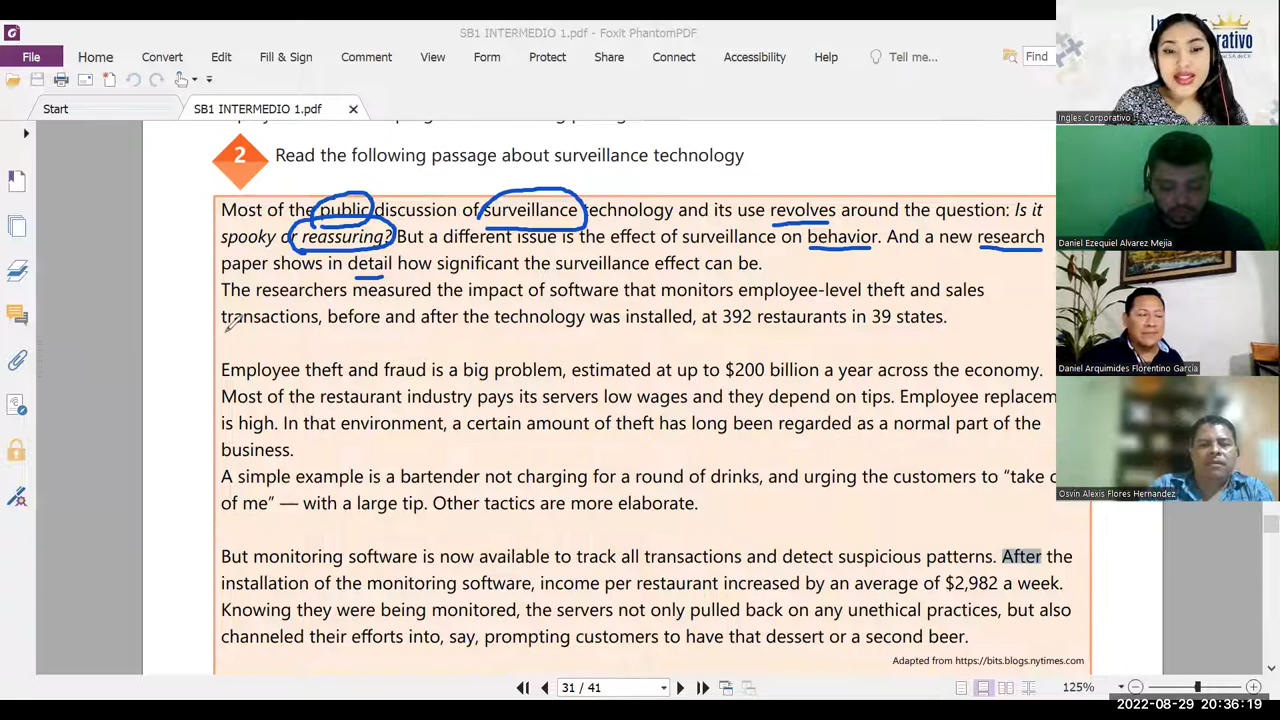 SB1 INTERMEDIO 1.pdf - Foxit PhantomPDF
File Home Convert Edit Fill & Sign Comment View Form Protect Share Connect Accessibility Help Tell me... Find
Start SB1 INTERMEDIO 1.pdf
2 Read the following passage about surveillance technology
Most of the public discussion of surveillance technology and its use revolves around the question: Is it
spooky or reassuring? But a different issue is the effect of surveillance on behavior. And a new research
paper shows in detail how significant the surveillance effect can be.
The researchers measured the impact of software that monitors employee-level theft and sales
transactions, before and after the technology was installed, at 392 restaurants in 39 states.
Employee theft and fraud is a big problem, estimated at up to $200 billion a year across the economy.
Most of the restaurant industry pays its servers low wages and they depend on tips. Employee replacem
is high. In that environment, a certain amount of theft has long been regarded as a normal part of the
business.
A simple example is a bartender not charging for a round of drinks, and urging the customers to “take c
of me” — with a large tip. Other tactics are more elaborate.
But monitoring software is now available to track all transactions and detect suspicious patterns. After the
installation of the monitoring software, income per restaurant increased by an average of $2,982 a week.
Knowing they were being monitored, the servers not only pulled back on any unethical practices, but also
channeled their efforts into, say, prompting customers to have that dessert or a second beer.
Adapted from https://bits.blogs.nytimes.com
31 / 41
125%
Ingles Corporativo
Daniel Ezequiel Alvarez Mejia
Daniel Arquimides Florentino Garcia
Osvin Alexis Flores Hernandez
2022-08-29 20:36:19